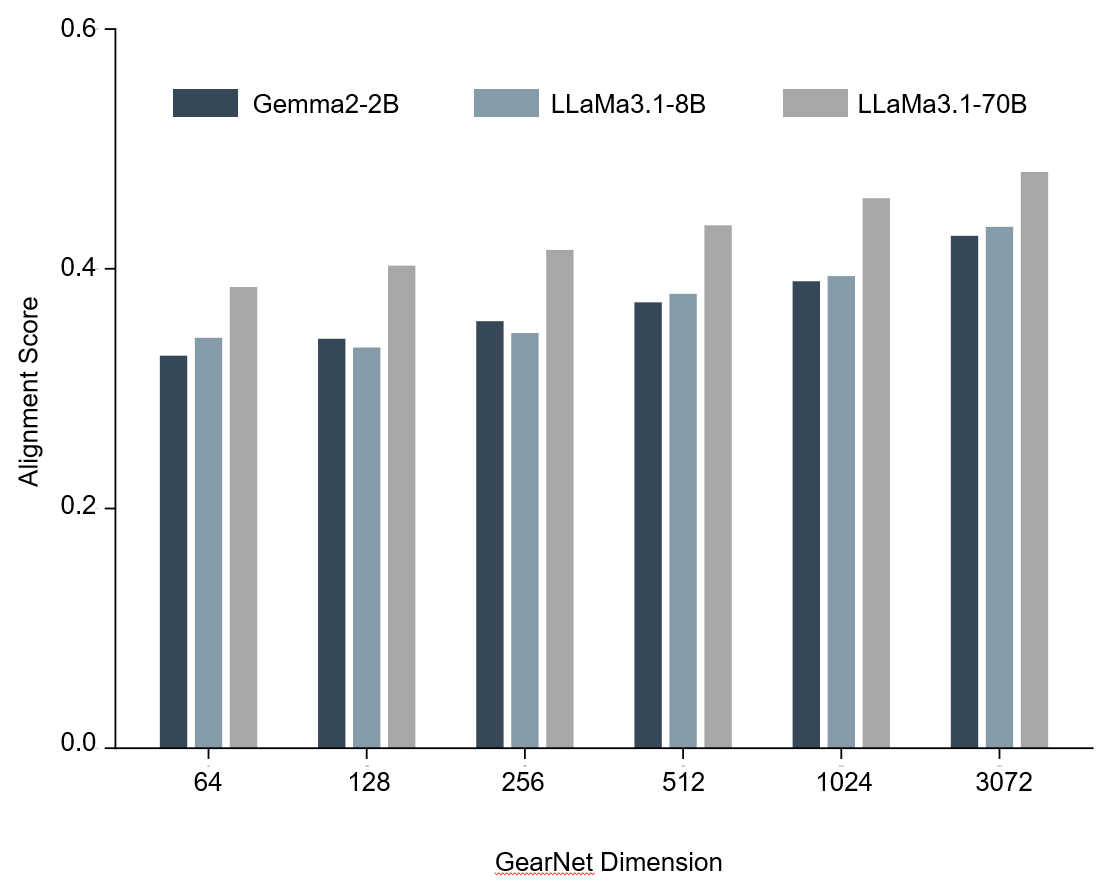 0.6
Gemma2-2B LLaMa3.1-8B LLaMa3.1-70B
0.4
Alignment Score
0.2
0.0
64 128 256 512 1024 3072
GearNet Dimension